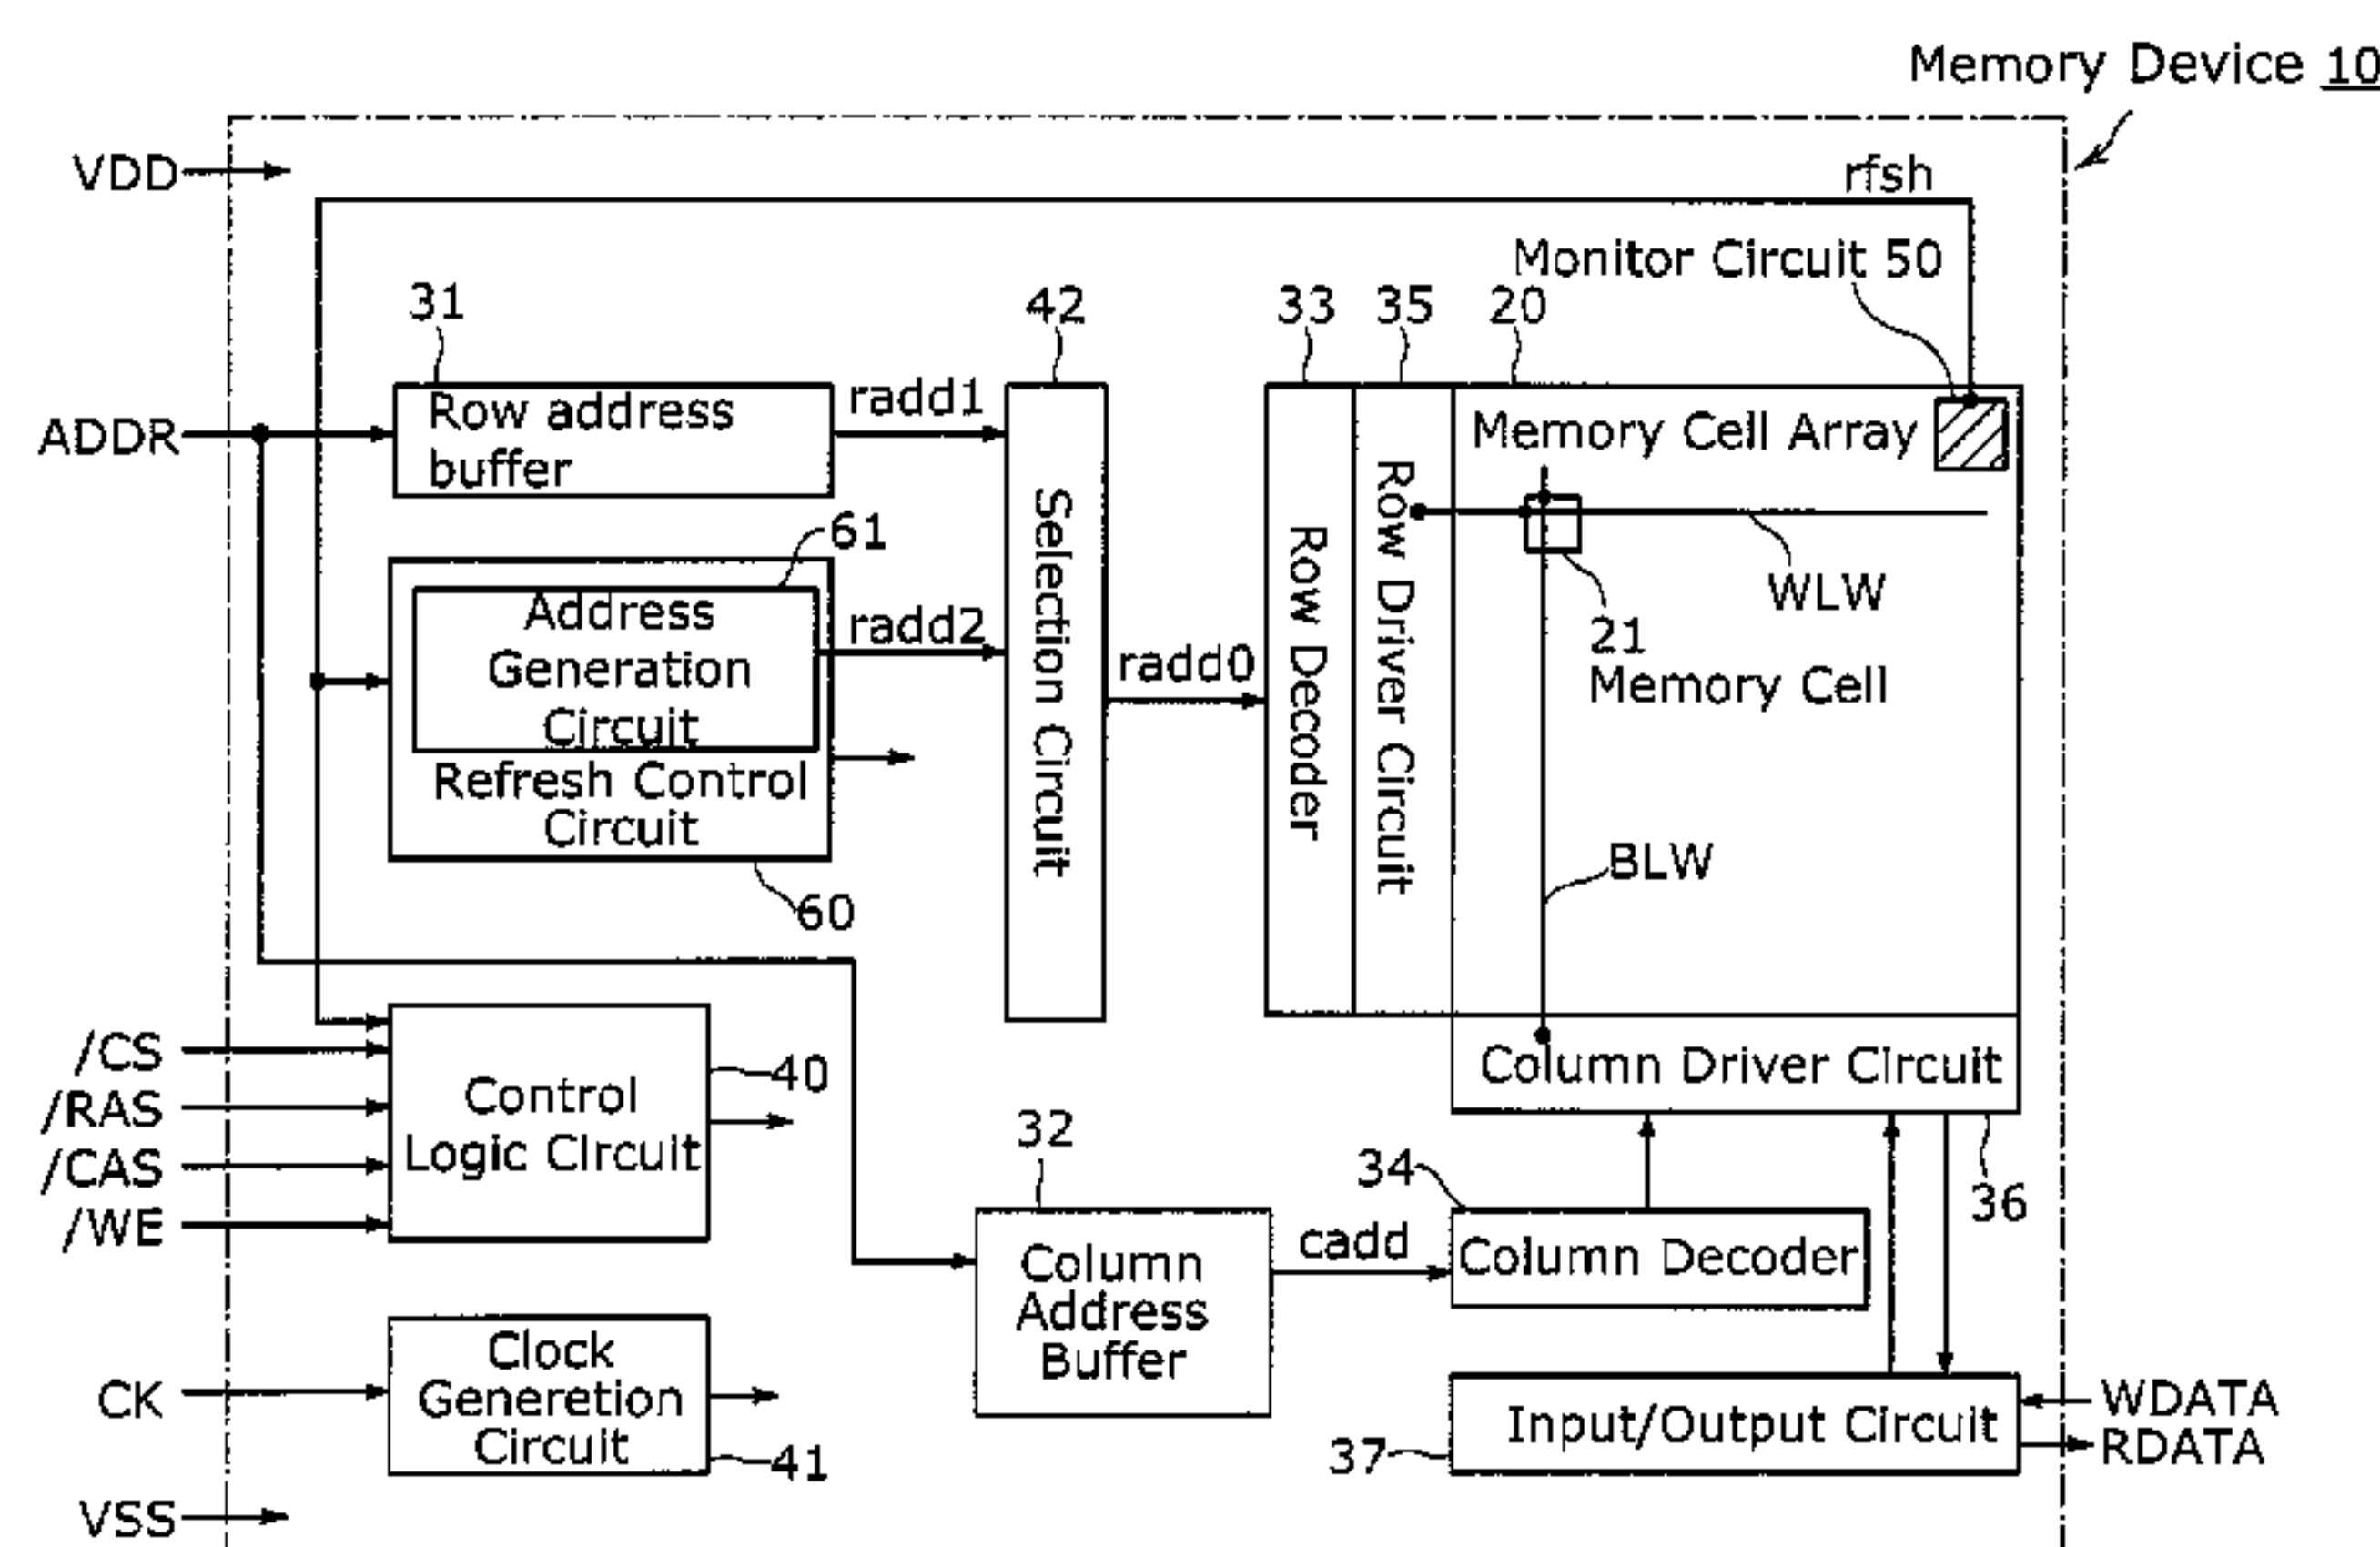 Memory Device 10
VDD
rfsh
Monitor Circuit 50
31
42
33
35
20
ADDR
Row address
buffer
radd1
Memory Cell Array
61
Address
Generation
Circuit
radd2
Refresh Control
Circuit
60
Selection Circuit
radd0
Row Decoder
Row Driver Circuit
WLW
21
Memory Cell
BLW
/CS
/RAS
/CAS
/WE
Control
Logic Circuit
40
Column Driver Circuit
36
32
34
Column
Address
Buffer
cadd
Column Decoder
CK
Clock
Generetion
Circuit
41
37
Input/Output Circuit
WDATA
RDATA
VSS